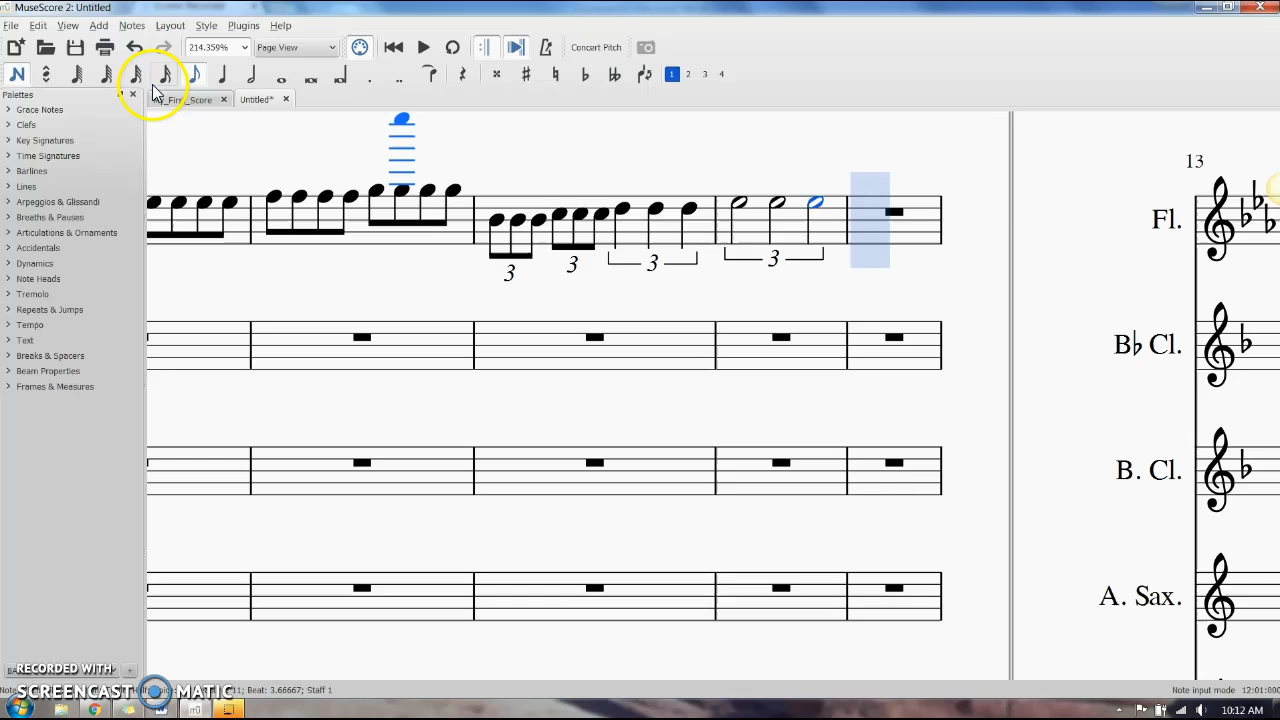 MuseScore 2: Untitled
File Edit View Add Notes Layout Style Plugins Help
214.359% Page View Concert Pitch
1 2 3 4
Palettes
_First_Score Untitled*
Grace Notes
Clefs
Key Signatures
Time Signatures
Barlines
Lines
Arpeggios & Glissandi
Breaths & Pauses
Articulations & Ornaments
Accidentals
Dynamics
Note Heads
Tremolo
Repeats & Jumps
Tempo
Text
Breaks & Spacers
Beam Properties
Frames & Measures
13
Fl.
3 3 3 3
B♭ Cl.
B. Cl.
A. Sax.
RECORDED WITH
SCREENCAST MATIC
Beat: 3.66667; Staff 1
Note input mode 12:01:000
10:12 AM